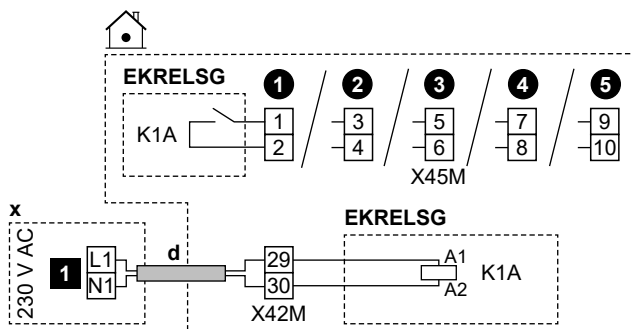 EKRELSG
1 2 3 4 5
K1A
1 3 5 7 9
2 4 6 8 10
X45M
x
EKRELSG
230 V AC
1
L1
N1
d
29
30
X42M
A1
A2
K1A